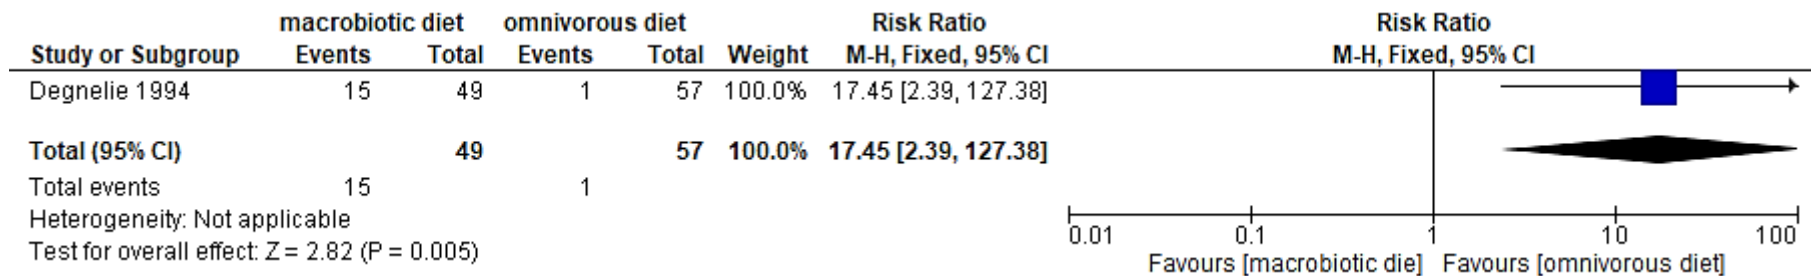 macrobiotic diet omnivorous diet Risk Ratio Risk Ratio
Study or Subgroup Events Total Events Total Weight M-H, Fixed, 95% CI M-H, Fixed, 95% CI
Degnelie 1994 15 49 1 57 100.0% 17.45 [2.39, 127.38]
Total (95% CI) 49 57 100.0% 17.45 [2.39, 127.38]
Total events 15 1
Heterogeneity: Not applicable
Test for overall effect: Z = 2.82 (P = 0.005)
0.01 0.1 1 10 100
Favours [macrobiotic die] Favours [omnivorous diet]